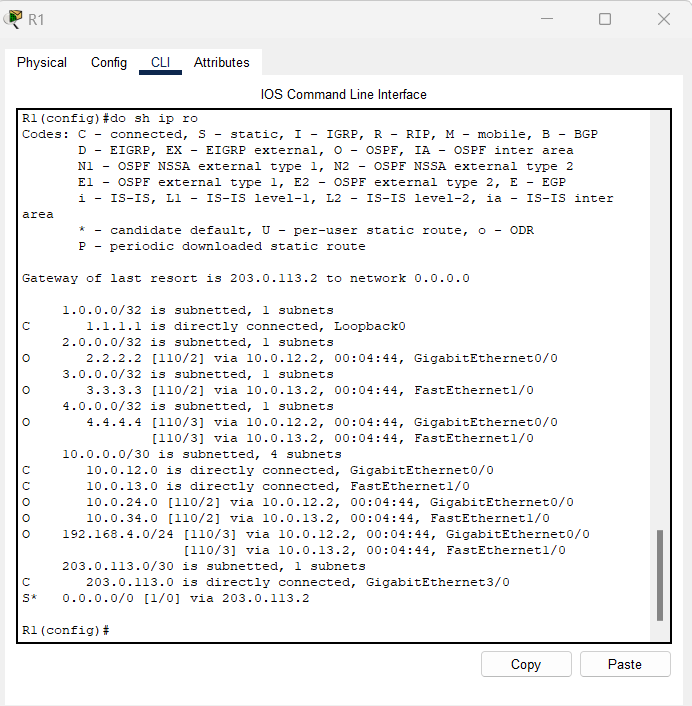 R1
Physical Config CLI Attributes
IOS Command Line Interface
R1(config)#do sh ip ro
Codes: C - connected, S - static, I - IGRP, R - RIP, M - mobile, B - BGP
       D - EIGRP, EX - EIGRP external, O - OSPF, IA - OSPF inter area
       N1 - OSPF NSSA external type 1, N2 - OSPF NSSA external type 2
       E1 - OSPF external type 1, E2 - OSPF external type 2, E - EGP
       i - IS-IS, L1 - IS-IS level-1, L2 - IS-IS level-2, ia - IS-IS inter
area
       * - candidate default, U - per-user static route, o - ODR
       P - periodic downloaded static route
Gateway of last resort is 203.0.113.2 to network 0.0.0.0
     1.0.0.0/32 is subnetted, 1 subnets
C       1.1.1.1 is directly connected, Loopback0
     2.0.0.0/32 is subnetted, 1 subnets
O       2.2.2.2 [110/2] via 10.0.12.2, 00:04:44, GigabitEthernet0/0
     3.0.0.0/32 is subnetted, 1 subnets
O       3.3.3.3 [110/2] via 10.0.13.2, 00:04:44, FastEthernet1/0
     4.0.0.0/32 is subnetted, 1 subnets
O       4.4.4.4 [110/3] via 10.0.12.2, 00:04:44, GigabitEthernet0/0
                [110/3] via 10.0.13.2, 00:04:44, FastEthernet1/0
     10.0.0.0/30 is subnetted, 4 subnets
C       10.0.12.0 is directly connected, GigabitEthernet0/0
C       10.0.13.0 is directly connected, FastEthernet1/0
O       10.0.24.0 [110/2] via 10.0.12.2, 00:04:44, GigabitEthernet0/0
O       10.0.34.0 [110/2] via 10.0.13.2, 00:04:44, FastEthernet1/0
O    192.168.4.0/24 [110/3] via 10.0.12.2, 00:04:44, GigabitEthernet0/0
                    [110/3] via 10.0.13.2, 00:04:44, FastEthernet1/0
     203.0.113.0/30 is subnetted, 1 subnets
C       203.0.113.0 is directly connected, GigabitEthernet3/0
S*   0.0.0.0/0 [1/0] via 203.0.113.2
R1(config)#
Copy Paste